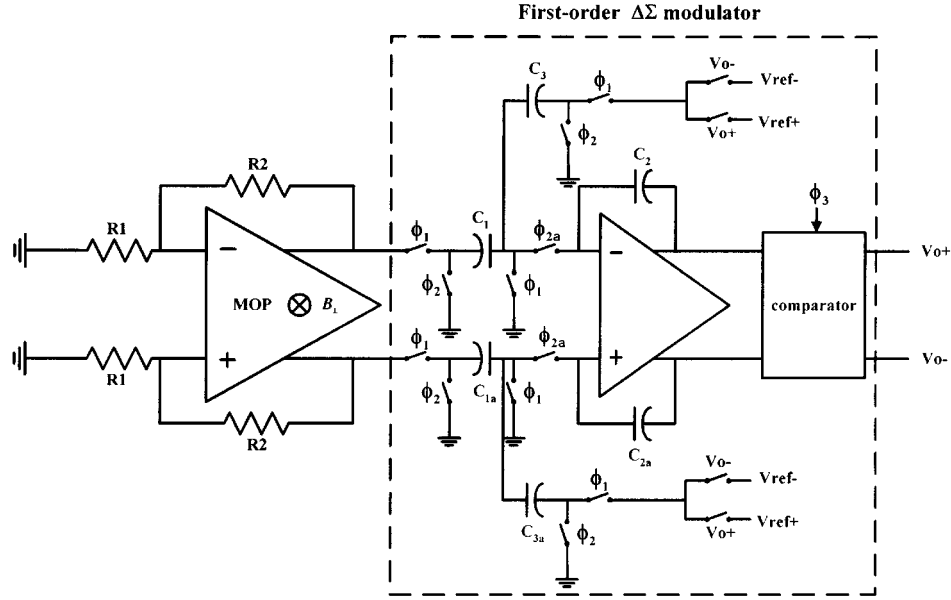 First-order ΔΣ modulator
Vo-
Vref-
C3
ϕ1
Vo+
Vref+
ϕ2
R2
C2
ϕ3
R1
ϕ1
C1
ϕ2a
Vo+
−
−
MOP
B⊥
ϕ2
ϕ1
comparator
+
ϕ1
ϕ2a
+
Vo-
R1
ϕ2
C1a
ϕ1
R2
C2a
ϕ1
Vo-
Vref-
C3a
ϕ2
Vo+
Vref+